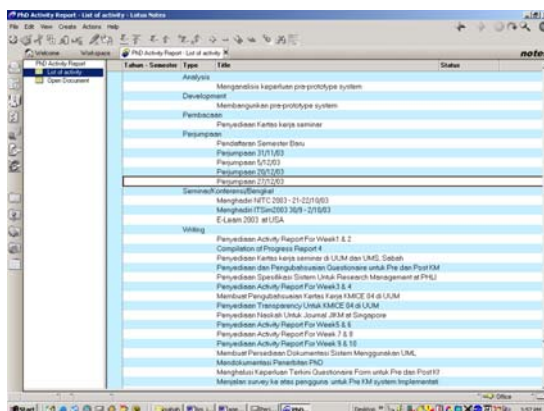 PhD Activity Report - List of activity - Lotus Notes
File Edit View Create Actions Help
Welcome Workspace PhD Activity Report - List of activity notes
PhD Activity Report
List of activity
Open Document
Tahun - Semester Type Title Status
Analysis
Menganalisis keperluan pre-prototype system
Development
Membangunkan pre-prototype system
Pembacaan
Penyediaan Kertas kerja seminar
Perjumpaan
Pendaftaran Semester Baru
Perjumpaan 31/11/03
Perjumpaan 5/12/03
Perjumpaan 20/12/03
Perjumpaan 27/12/03
Seminar/Konferensi/Bengkel
Menghadiri NITC 2003 - 21-22/10/03
Menghadiri ITSim2003 30/9 - 2/10/03
E-Learn 2003 at USA
Writing
Penyediaan Activity Report For Week1 & 2
Compilation of Progress Report 4
Penyediaan Kertas kerja seminar di UUM dan UMS, Sabah
Penyediaan dan Pengubahsuaian Questionaire untuk Pre dan Post KM
Penyediaan Spesifikasi Sistem Untuk Research Management at PHLI
Penyediaan Activity Report For Week3 & 4
Membuat Pengubahsuaian Kertas Kerja KMICE 04 di UUM
Penyediaan Transparency Untuk KMICE 04 di UUM
Penyediaan Naskah Untuk Journal JIKM at Singapore
Penyediaan Activity Report For Week5 & 6
Penyediaan Activity Report For Week 7 & 8
Penyediaan Activity Report For Week 9 & 10
Membuat Persediaan Dokumentasi Sistem Menggunakan UML
Mendokumentasi Penerbitan PhD
Menghalusi Keperluan Terkini Questionaire Form untuk Pre dan Post KM
Menjalan survey ke atas pengguna untuk Pre KM system Implementati
Office
Start